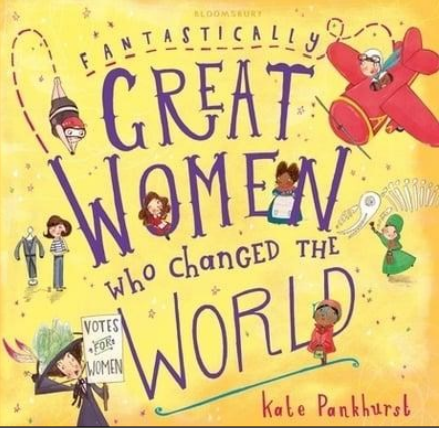 BLOOMSBURY
FANTASTICALLY
GREAT
WOMEN
WHO CHANGED THE
WORLD
VOTES
FOR
WOMEN
Kate Pankhurst